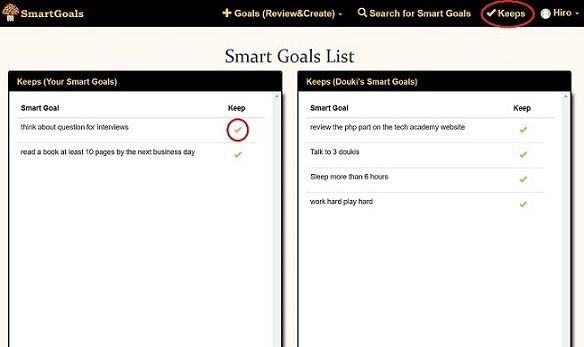 SmartGoals
Goals (Review&Create)
Search for Smart Goals
Keeps
Hiro
Smart Goals List
Keeps (Your Smart Goals)
Smart Goal Keep
think about question for interviews
read a book at least 10 pages by the next business day
Keeps (Douki's Smart Goals)
Smart Goal Keep
review the php part on the tech academy website
Talk to 3 doukis
Sleep more than 6 hours
work hard play hard